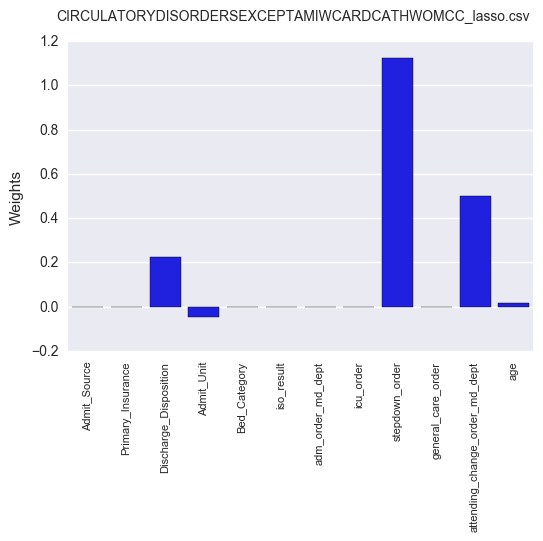 CIRCULATORYDISORDERSEXCEPTAMIWCARDCATHWOMCC_lasso.csv
1.2
1.0
0.8
0.6
0.4
0.2
0.0
−0.2
Weights
Admit_Source
Primary_Insurance
Discharge_Disposition
Admit_Unit
Bed_Category
iso_result
adm_order_md_dept
icu_order
stepdown_order
general_care_order
attending_change_order_md_dept
age